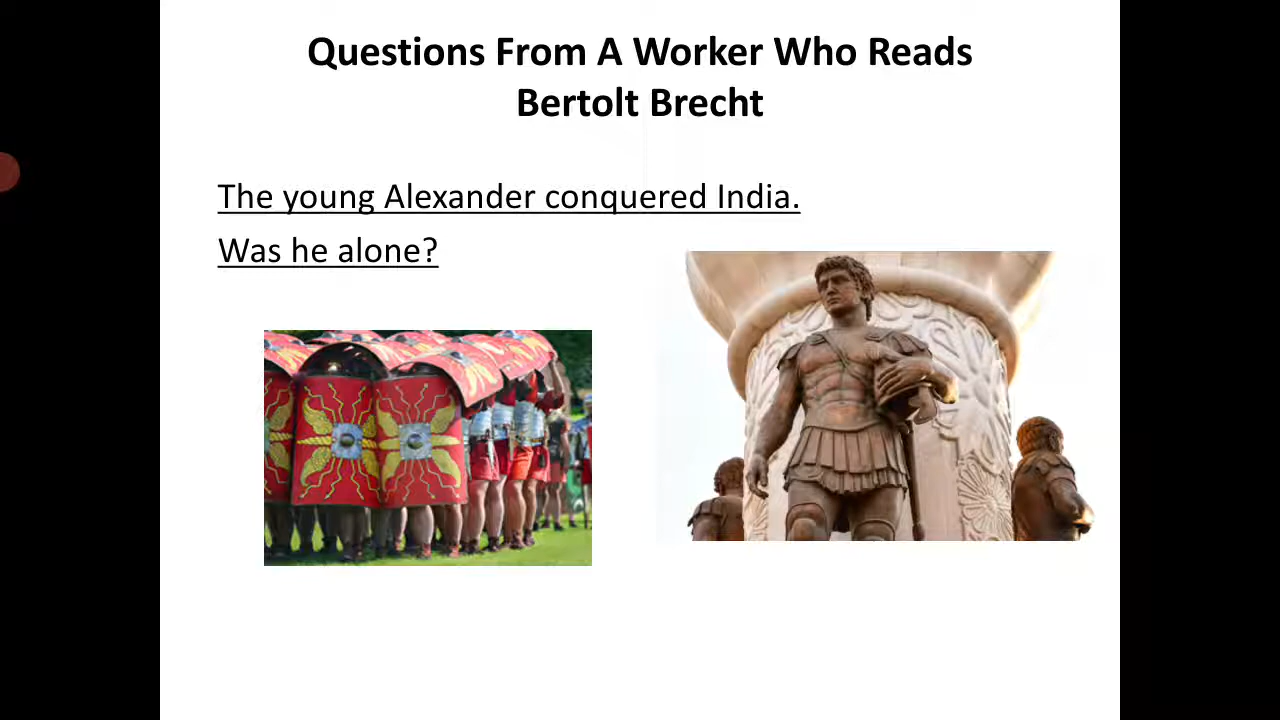 Questions From A Worker Who Reads
Bertolt Brecht
The young Alexander conquered India.
Was he alone?